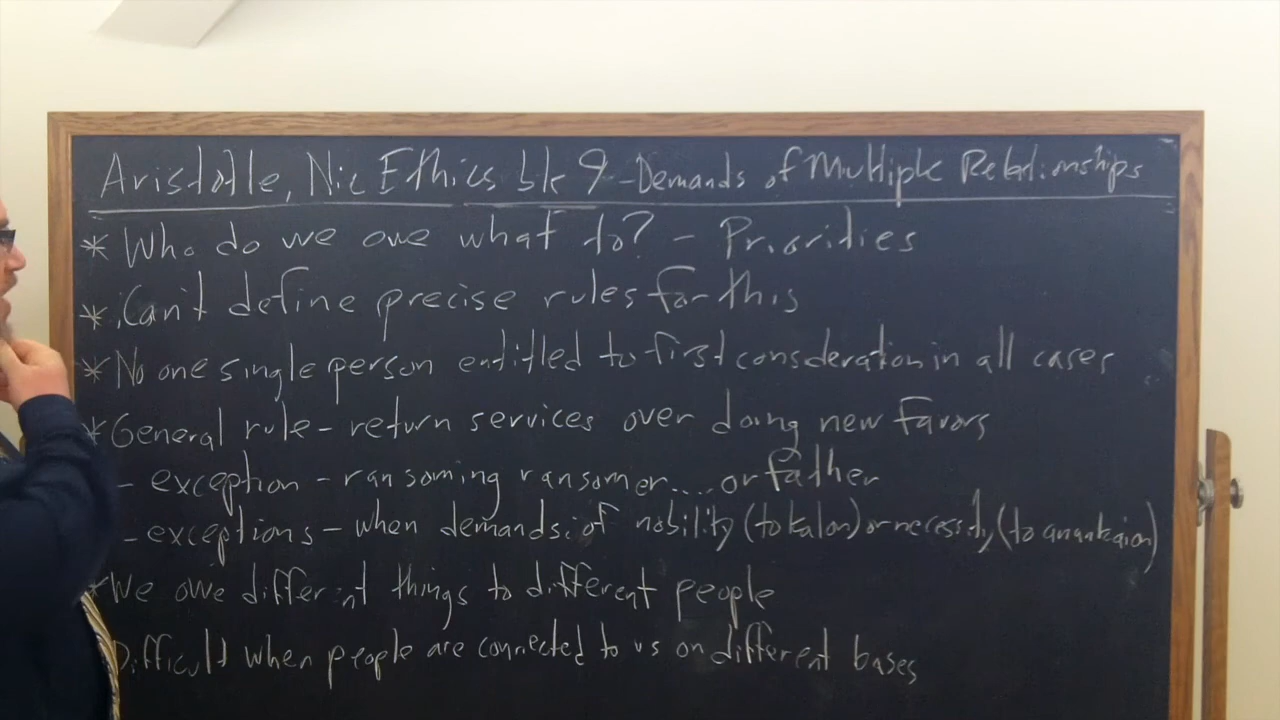 Aristotle, Nic Ethics bk 9 - Demands of Multiple Relationships
* Who do we owe what to? - Priorities
* Can't define precise rules for this
* No one single person entitled to first consideration in all cases
* General rule - return services over doing new favors
- exception - ransoming ransomer.... or father
- exceptions - when demands of nobility (to kalon) or necessity (to anankaion)
* We owe different things to different people
Difficult when people are connected to us on different bases